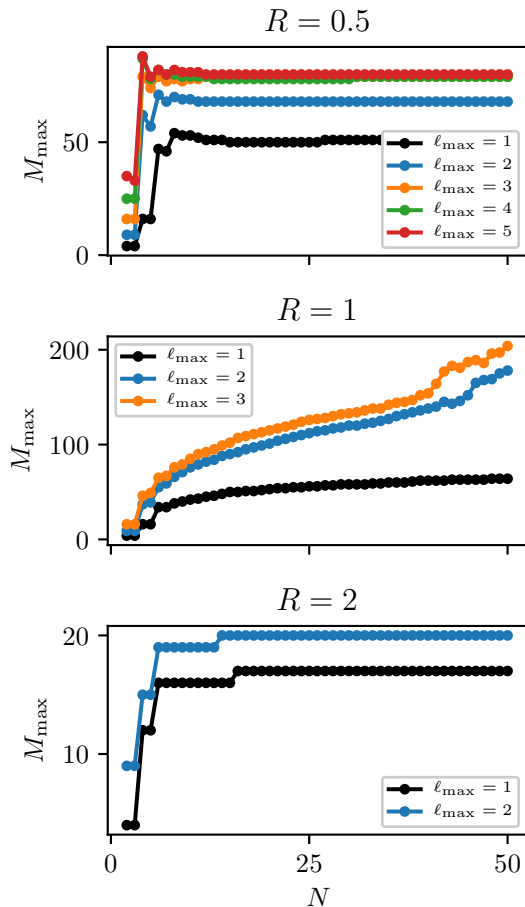 R = 0.5
M_max
50
0
ℓ_max = 1
ℓ_max = 2
ℓ_max = 3
ℓ_max = 4
ℓ_max = 5
R = 1
M_max
200
100
0
ℓ_max = 1
ℓ_max = 2
ℓ_max = 3
R = 2
M_max
20
10
ℓ_max = 1
ℓ_max = 2
0
25
50
N